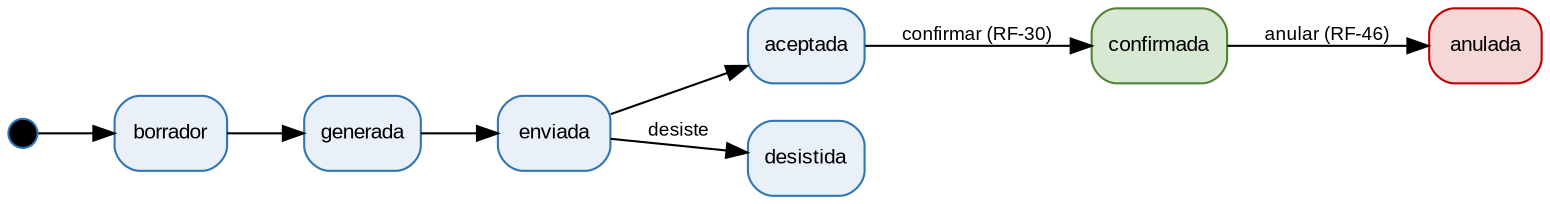 borrador
generada
enviada
desiste
aceptada
desistida
confirmar (RF-30)
confirmada
anular (RF-46)
anulada